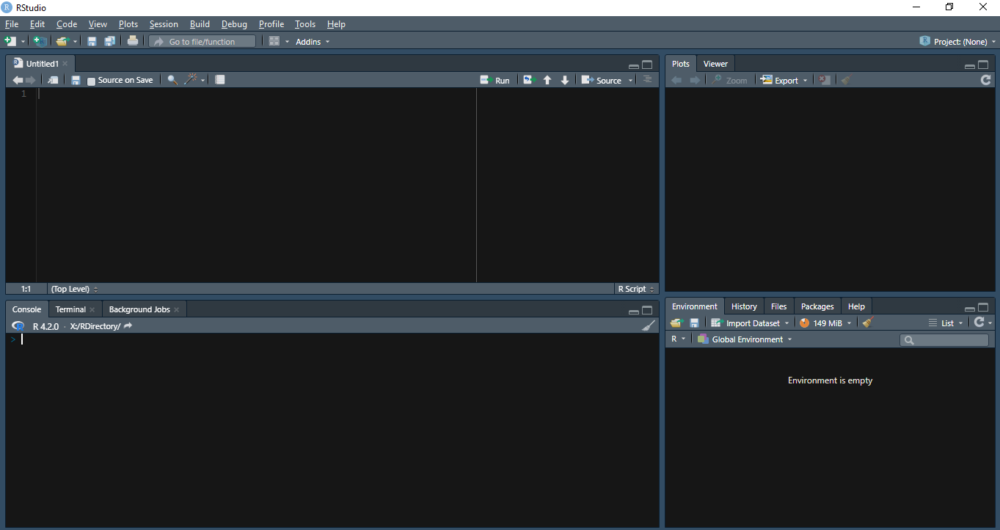 R RStudio
File Edit Code View Plots Session Build Debug Profile Tools Help
Go to file/function Addins R Project: (None)
Untitled1
Source on Save Run Source
1
1:1 (Top Level) R Script
Console Terminal Background Jobs
R 4.2.0 · X:/RDirectory/
>
Plots Viewer
Zoom Export
Environment History Files Packages Help
Import Dataset 149 MiB List
R Global Environment
Environment is empty